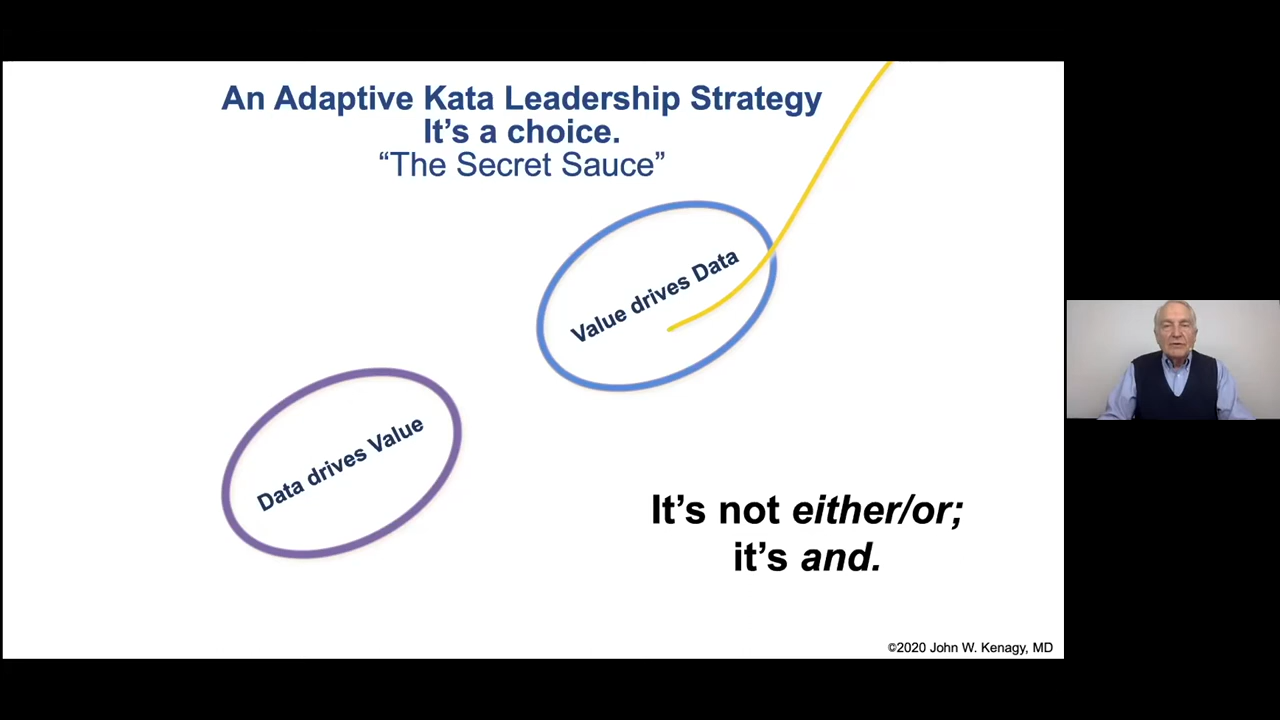 An Adaptive Kata Leadership Strategy
It’s a choice.
“The Secret Sauce”
Value drives Data
Data drives Value
It’s not either/or;
it’s and.
©2020 John W. Kenagy, MD